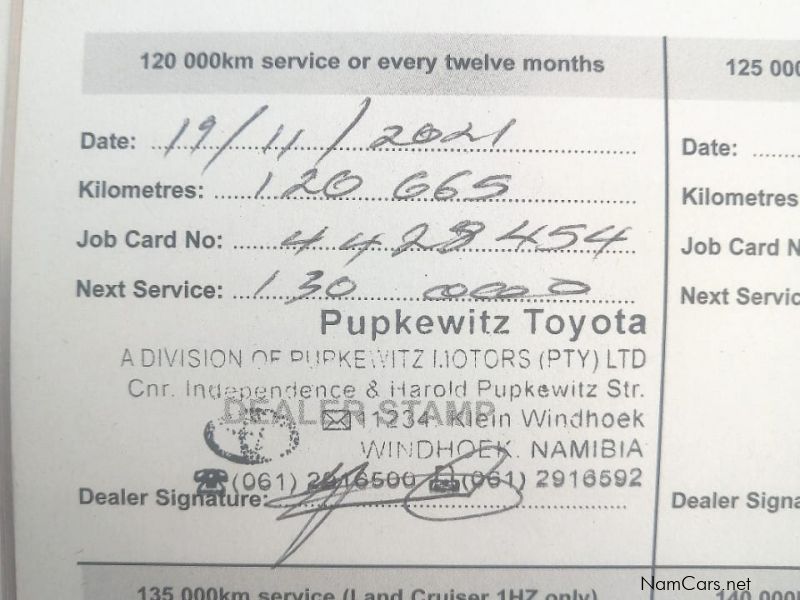 120 000km service or every twelve months
125 000
Date: 19/11/2021
Date:
Kilometres: 120 665
Kilometres
Job Card No: 4428454
Job Card N
Next Service: 130 000
Next Servic
Pupkewitz Toyota
A DIVISION OF PUPKEWITZ MOTORS (PTY) LTD
Cnr. Independence & Harold Pupkewitz Str.
DEALER STAMP
11234 Klein Windhoek
WINDHOEK, NAMIBIA
(061) 2916500 (061) 2916592
Dealer Signature:
Dealer Signa
135 000km service (Land Cruiser 1HZ only)
140 000
NamCars.net